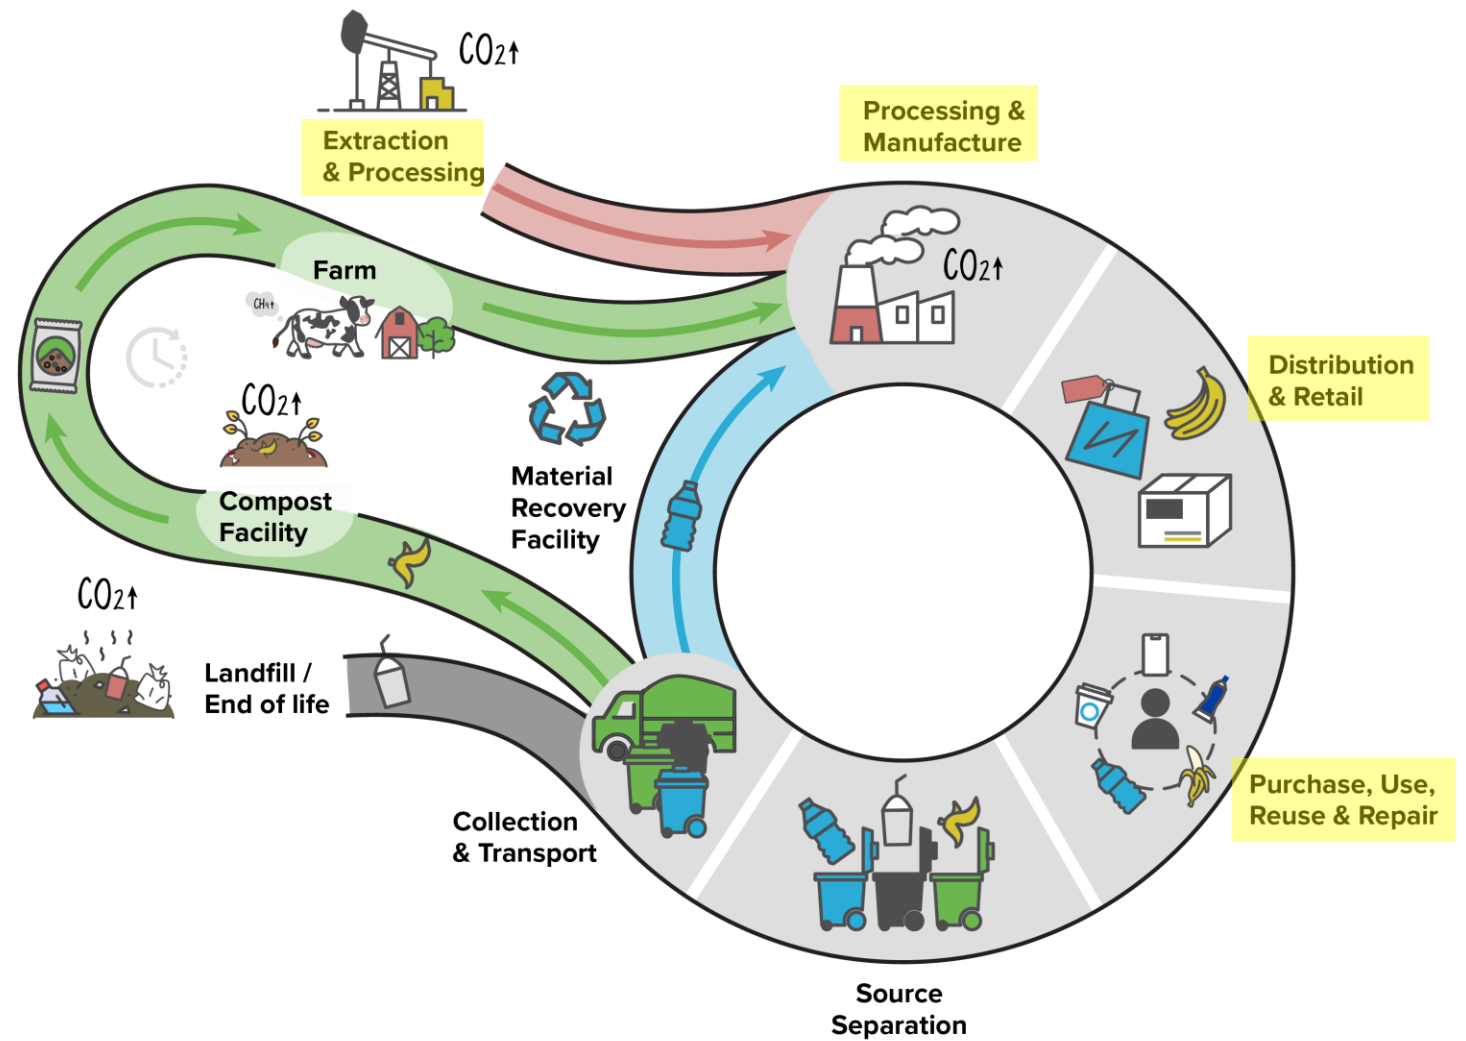 CO2↑
Extraction
& Processing
Processing &
Manufacture
CO2↑
Farm
CH4↑
Distribution
& Retail
CO2↑
Material
Recovery
Facility
Compost
Facility
CO2↑
Landfill /
End of life
Purchase, Use,
Reuse & Repair
Collection
& Transport
Source
Separation